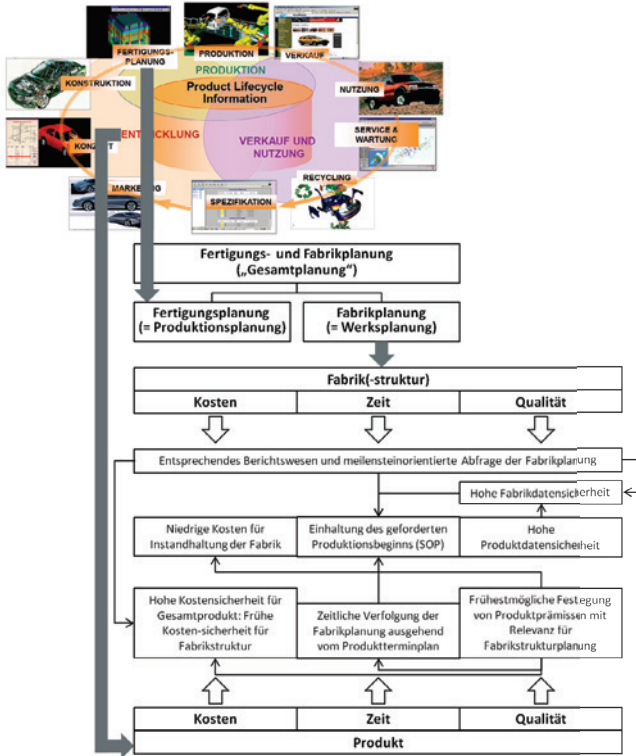 FERTIGUNGS-
PLANUNG
PRODUKTION
VERKAUF
PRODUKTION
KONSTRUKTION
Product Lifecycle
Information
NUTZUNG
ENTWICKLUNG
VERKAUF UND
NUTZUNG
SERVICE &
WARTUNG
KONZEPT
RECYCLING
MARKETING
SPEZIFIKATION
Fertigungs- und Fabrikplanung
(„Gesamtplanung“)
Fertigungsplanung
(= Produktionsplanung)
Fabrikplanung
(= Werksplanung)
Fabrik(-struktur)
Kosten
Zeit
Qualität
Entsprechendes Berichtswesen und meilensteinorientierte Abfrage der Fabrikplanung
Hohe Fabrikdatensicherheit
Niedrige Kosten für
Instandhaltung der Fabrik
Einhaltung des geforderten
Produktionsbeginns (SOP)
Hohe
Produktdatensicherheit
Hohe Kostensicherheit für
Gesamtprodukt: Frühe
Kosten-sicherheit für
Fabrikstruktur
Zeitliche Verfolgung der
Fabrikplanung ausgehend
vom Produktterminplan
Frühestmögliche Festlegung
von Produktprämissen mit
Relevanz für
Fabrikstrukturplanung
Kosten
Zeit
Qualität
Produkt